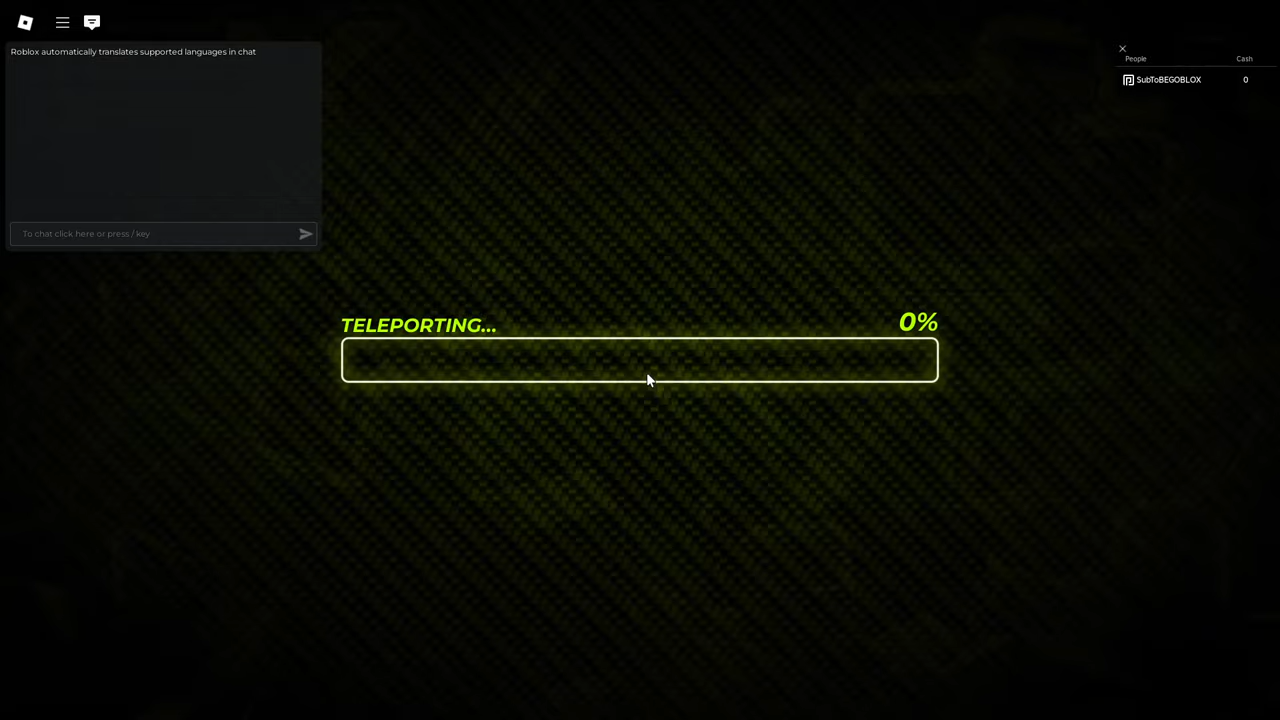 Roblox automatically translates supported languages in chat
To chat click here or press / key
People Cash
SubToBEGOBLOX 0
TELEPORTING... 0%